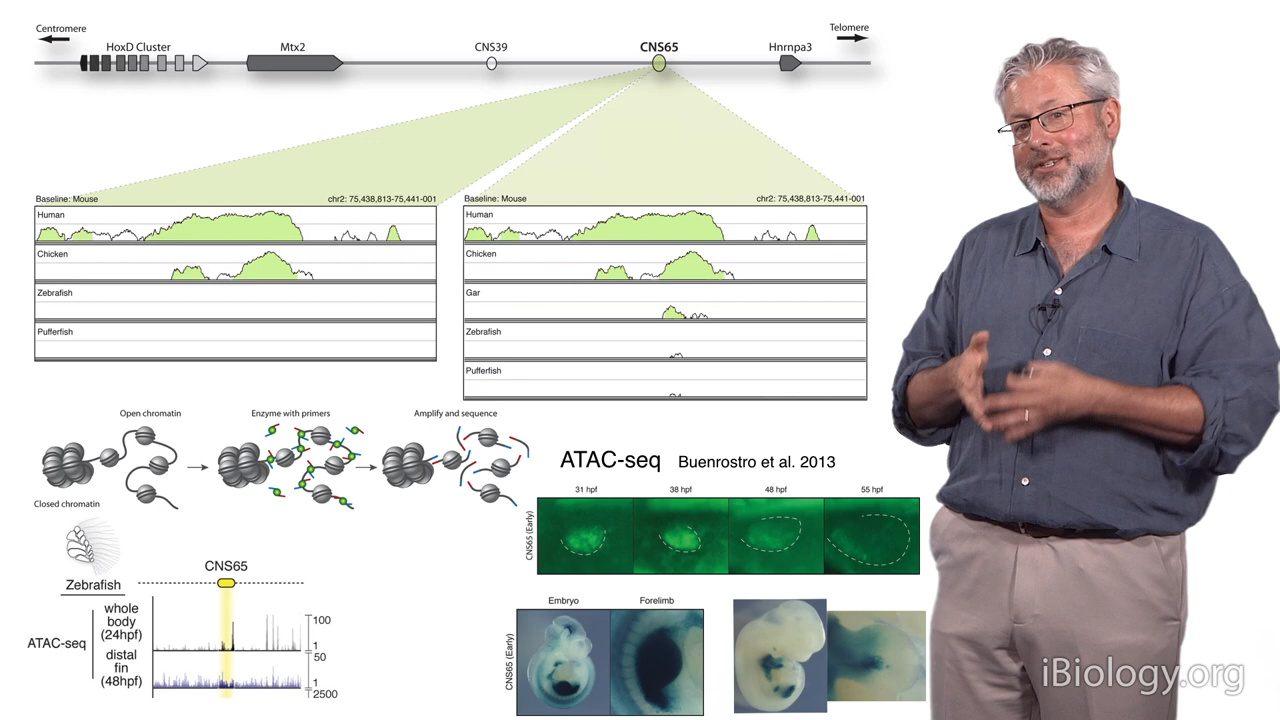 Centromere
Telomere
HoxD Cluster
Mtx2
CNS39
CNS65
Hnrnpa3
Baseline: Mouse
chr2: 75,438,813-75,441-001
Human
Chicken
Zebrafish
Pufferfish
Baseline: Mouse
chr2: 75,438,813-75,441-001
Human
Chicken
Gar
Zebrafish
Pufferfish
Open chromatin
Enzyme with primers
Amplify and sequence
Closed chromatin
ATAC-seq Buenrostro et al. 2013
31 hpf
38 hpf
48 hpf
55 hpf
CNS65 (Early)
Zebrafish
CNS65
ATAC-seq
whole
body
(24hpf)
distal
fin
(48hpf)
100
1
50
1
2500
Embryo
Forelimb
CNS65 (Early)
iBiology.org